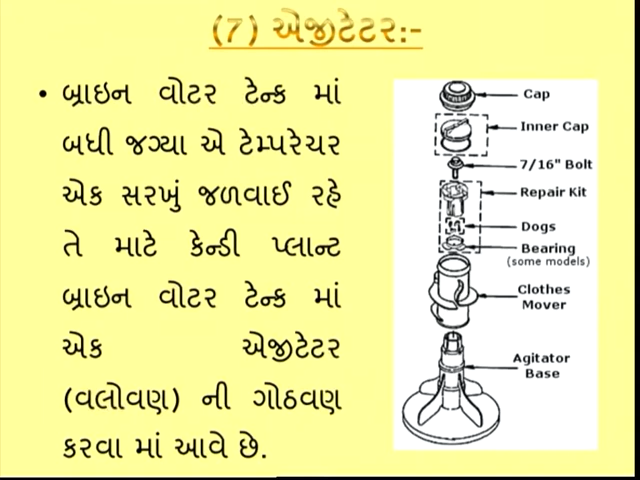 (7) એજીટેટર:-
• બ્રાઇન વોટર ટેન્ક માં
બધી જગ્યા એ ટેમ્પરેચર
એક સરખું જળવાઈ રહે
તે માટે કેન્ડી પ્લાન્ટ
બ્રાઇન વોટર ટેન્ક માં
એક એજીટેટર
(વલોવણ) ની ગોઠવણ
કરવા માં આવે છે.
Cap
Inner Cap
7/16" Bolt
Repair Kit
Dogs
Bearing
(some models)
Clothes
Mover
Agitator
Base